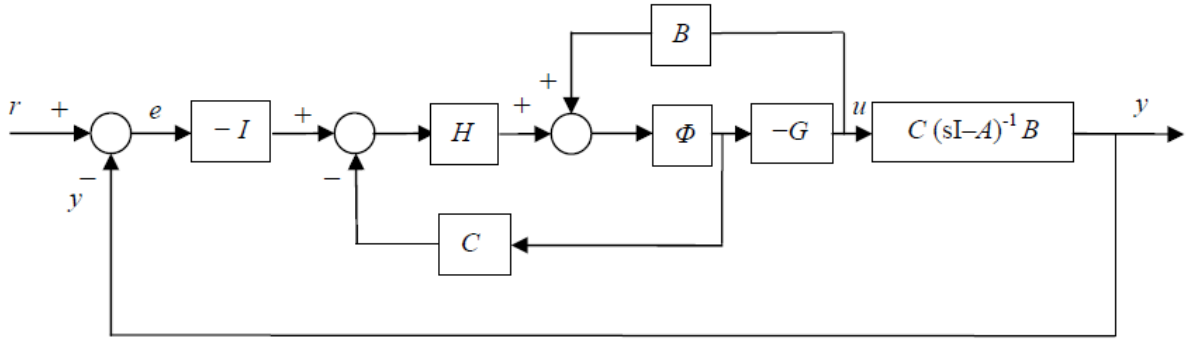 B
+
r + e − I + H + Φ −G u C (sI–A)⁻¹ B y
−
y −
C